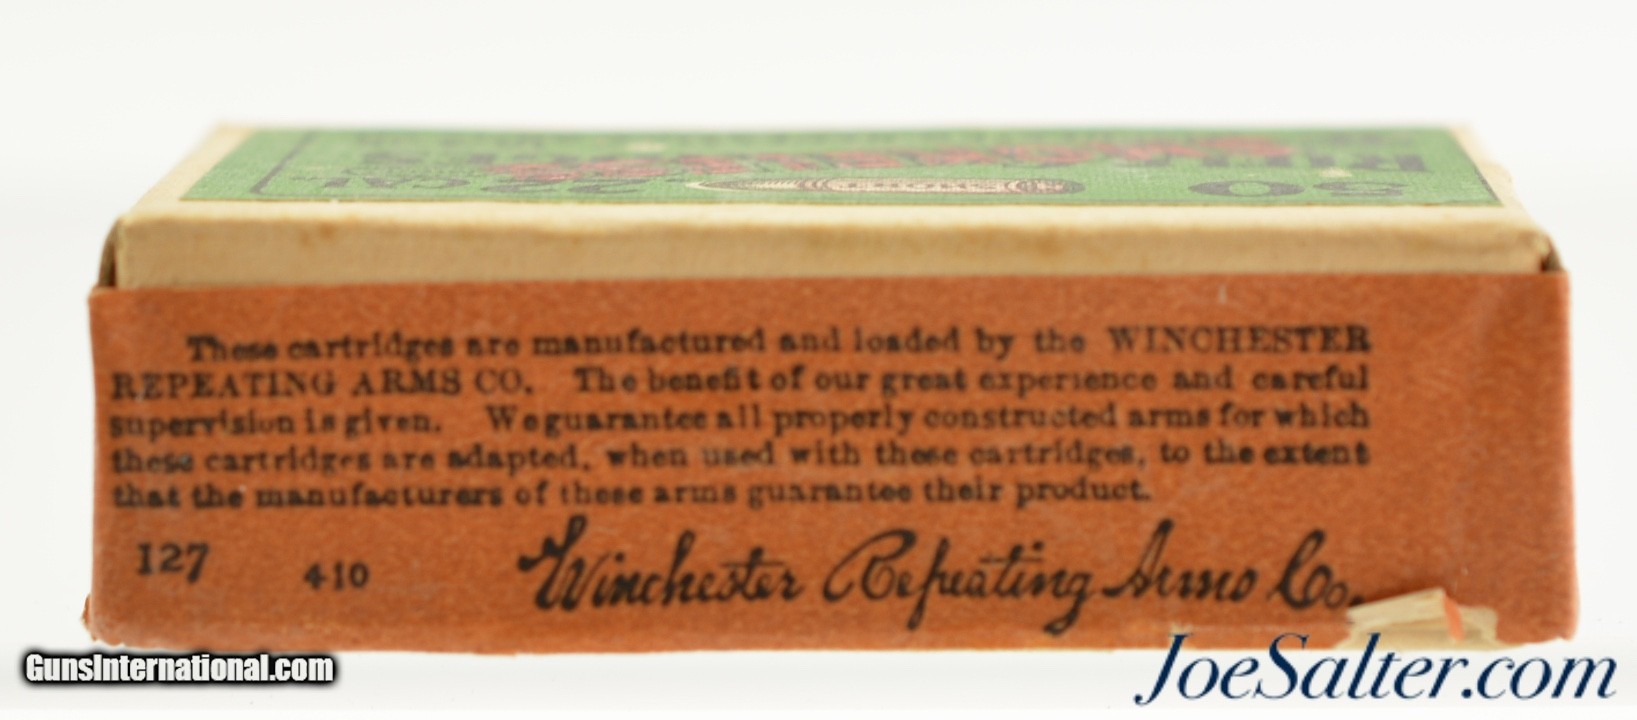 50 22 CAL.
These cartridges are manufactured and loaded by the WINCHESTER
REPEATING ARMS CO. The benefit of our great experience and careful
supervision is given. We guarantee all properly constructed arms for which
these cartridges are adapted, when used with these cartridges, to the extent
that the manufacturers of these arms guarantee their product.
127 410 Winchester Repeating Arms Co.
GunsInternational.com
JoeSalter.com